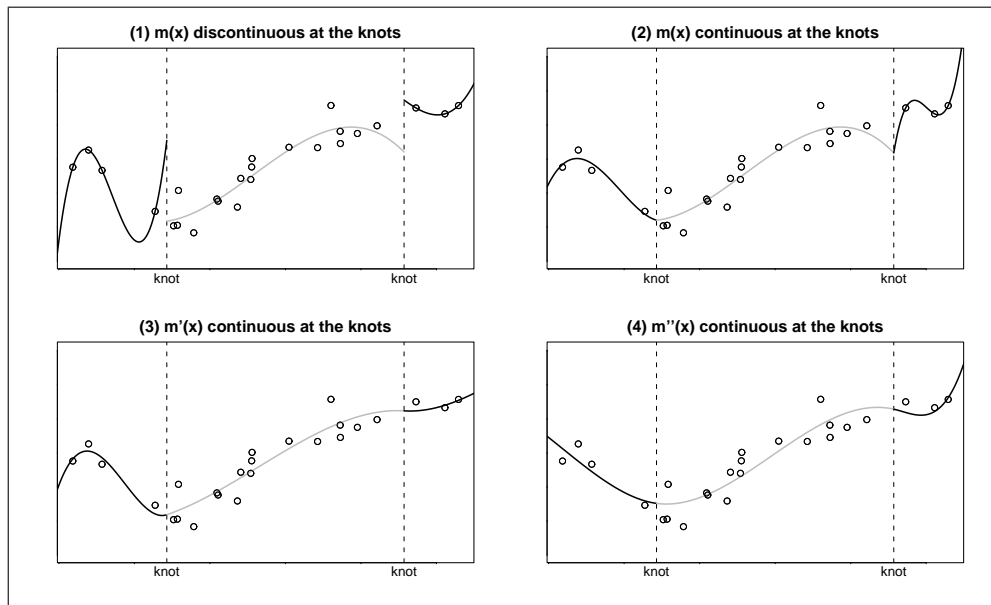 (1) m(x) discontinuous at the knots
(2) m(x) continuous at the knots
knot knot
knot knot
(3) m'(x) continuous at the knots
(4) m''(x) continuous at the knots
knot knot
knot knot